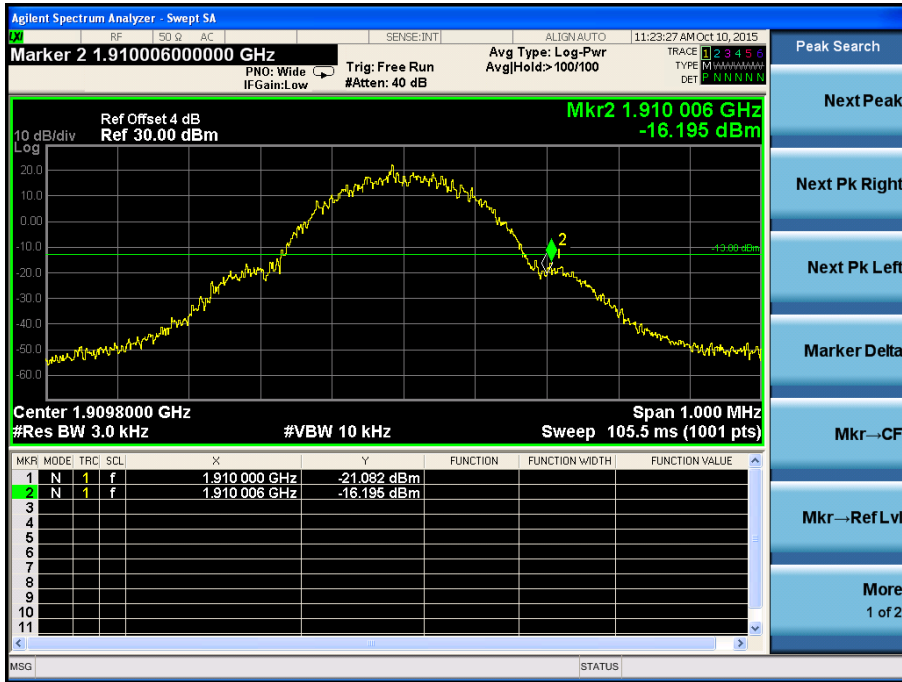 Agilent Spectrum Analyzer - Swept SA
LXI RF 50 Ω AC SENSE:INT ALIGN AUTO 11:23:27 AM Oct 10, 2015
Marker 2 1.910006000000 GHz
PNO: Wide
IFGain:Low
Trig: Free Run
#Atten: 40 dB
Avg Type: Log-Pwr
Avg|Hold:>100/100
TRACE 1 2 3 4 5 6
TYPE M WWWWW
DET P N N N N N
Peak Search
Mkr2 1.910 006 GHz
-16.195 dBm
Ref Offset 4 dB
10 dB/div Ref 30.00 dBm
Log
20.0
10.0
0.00
-10.0
-20.0
-30.0
-40.0
-50.0
-60.0
2
1
-13.00 dBm
Center 1.9098000 GHz Span 1.000 MHz
#Res BW 3.0 kHz #VBW 10 kHz Sweep 105.5 ms (1001 pts)
MKR MODE TRC SCL X Y FUNCTION FUNCTION WIDTH FUNCTION VALUE
1 N 1 f 1.910 000 GHz -21.082 dBm
2 N 1 f 1.910 006 GHz -16.195 dBm
3
4
5
6
7
8
9
10
11
MSG STATUS
Next Peak
Next Pk Right
Next Pk Left
Marker Delta
Mkr→CF
Mkr→Ref Lvl
More
1 of 2